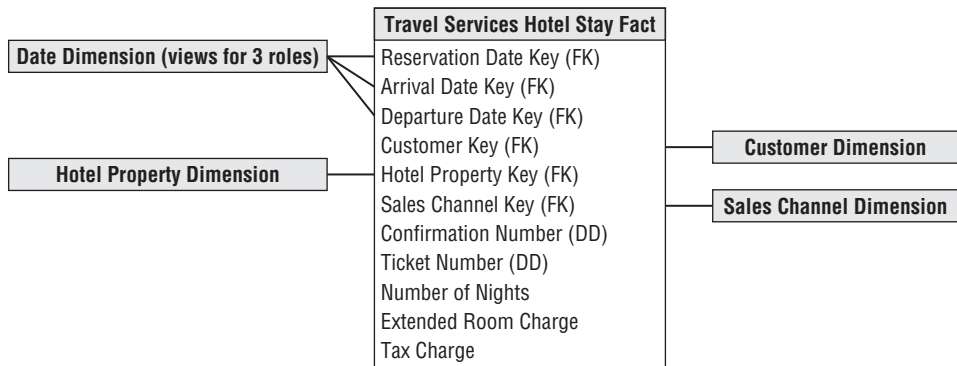 Travel Services Hotel Stay Fact
Date Dimension (views for 3 roles)
Reservation Date Key (FK)
Arrival Date Key (FK)
Departure Date Key (FK)
Customer Key (FK)
Customer Dimension
Hotel Property Dimension
Hotel Property Key (FK)
Sales Channel Key (FK)
Sales Channel Dimension
Confirmation Number (DD)
Ticket Number (DD)
Number of Nights
Extended Room Charge
Tax Charge